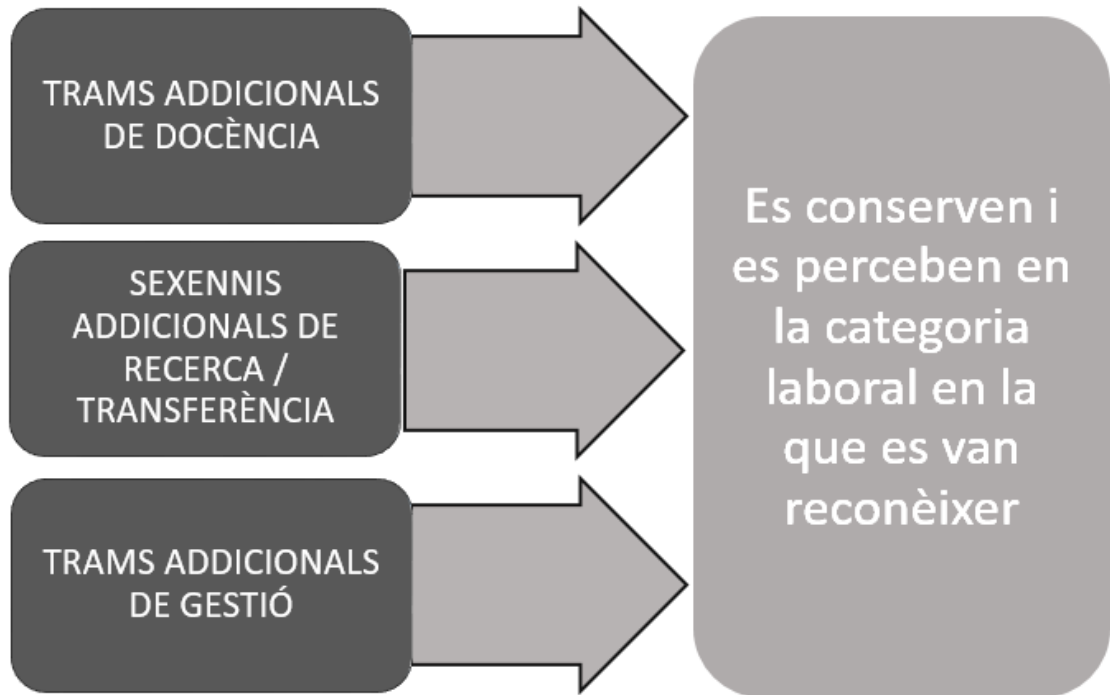 TRAMS ADDICIONALS
DE DOCÈNCIA
SEXENNIS
ADDICIONALS DE
RECERCA /
TRANSFERÈNCIA
TRAMS ADDICIONALS
DE GESTIÓ
Es conserven i
es perceben en
la categoria
laboral en la
que es van
reconèixer